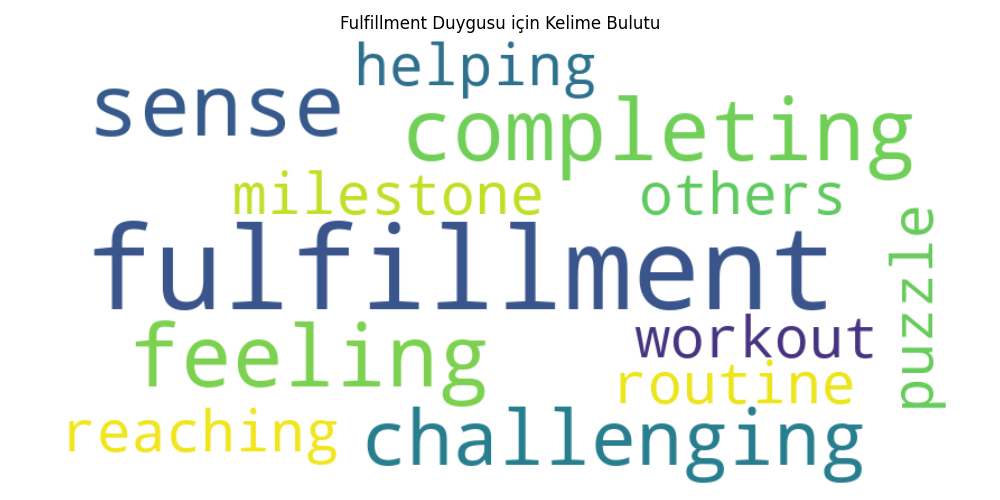 Fulfillment Duygusu için Kelime Bulutu
helping
sense
completing
milestone
others
puzzle
fulfillment
feeling
workout
routine
reaching
challenging